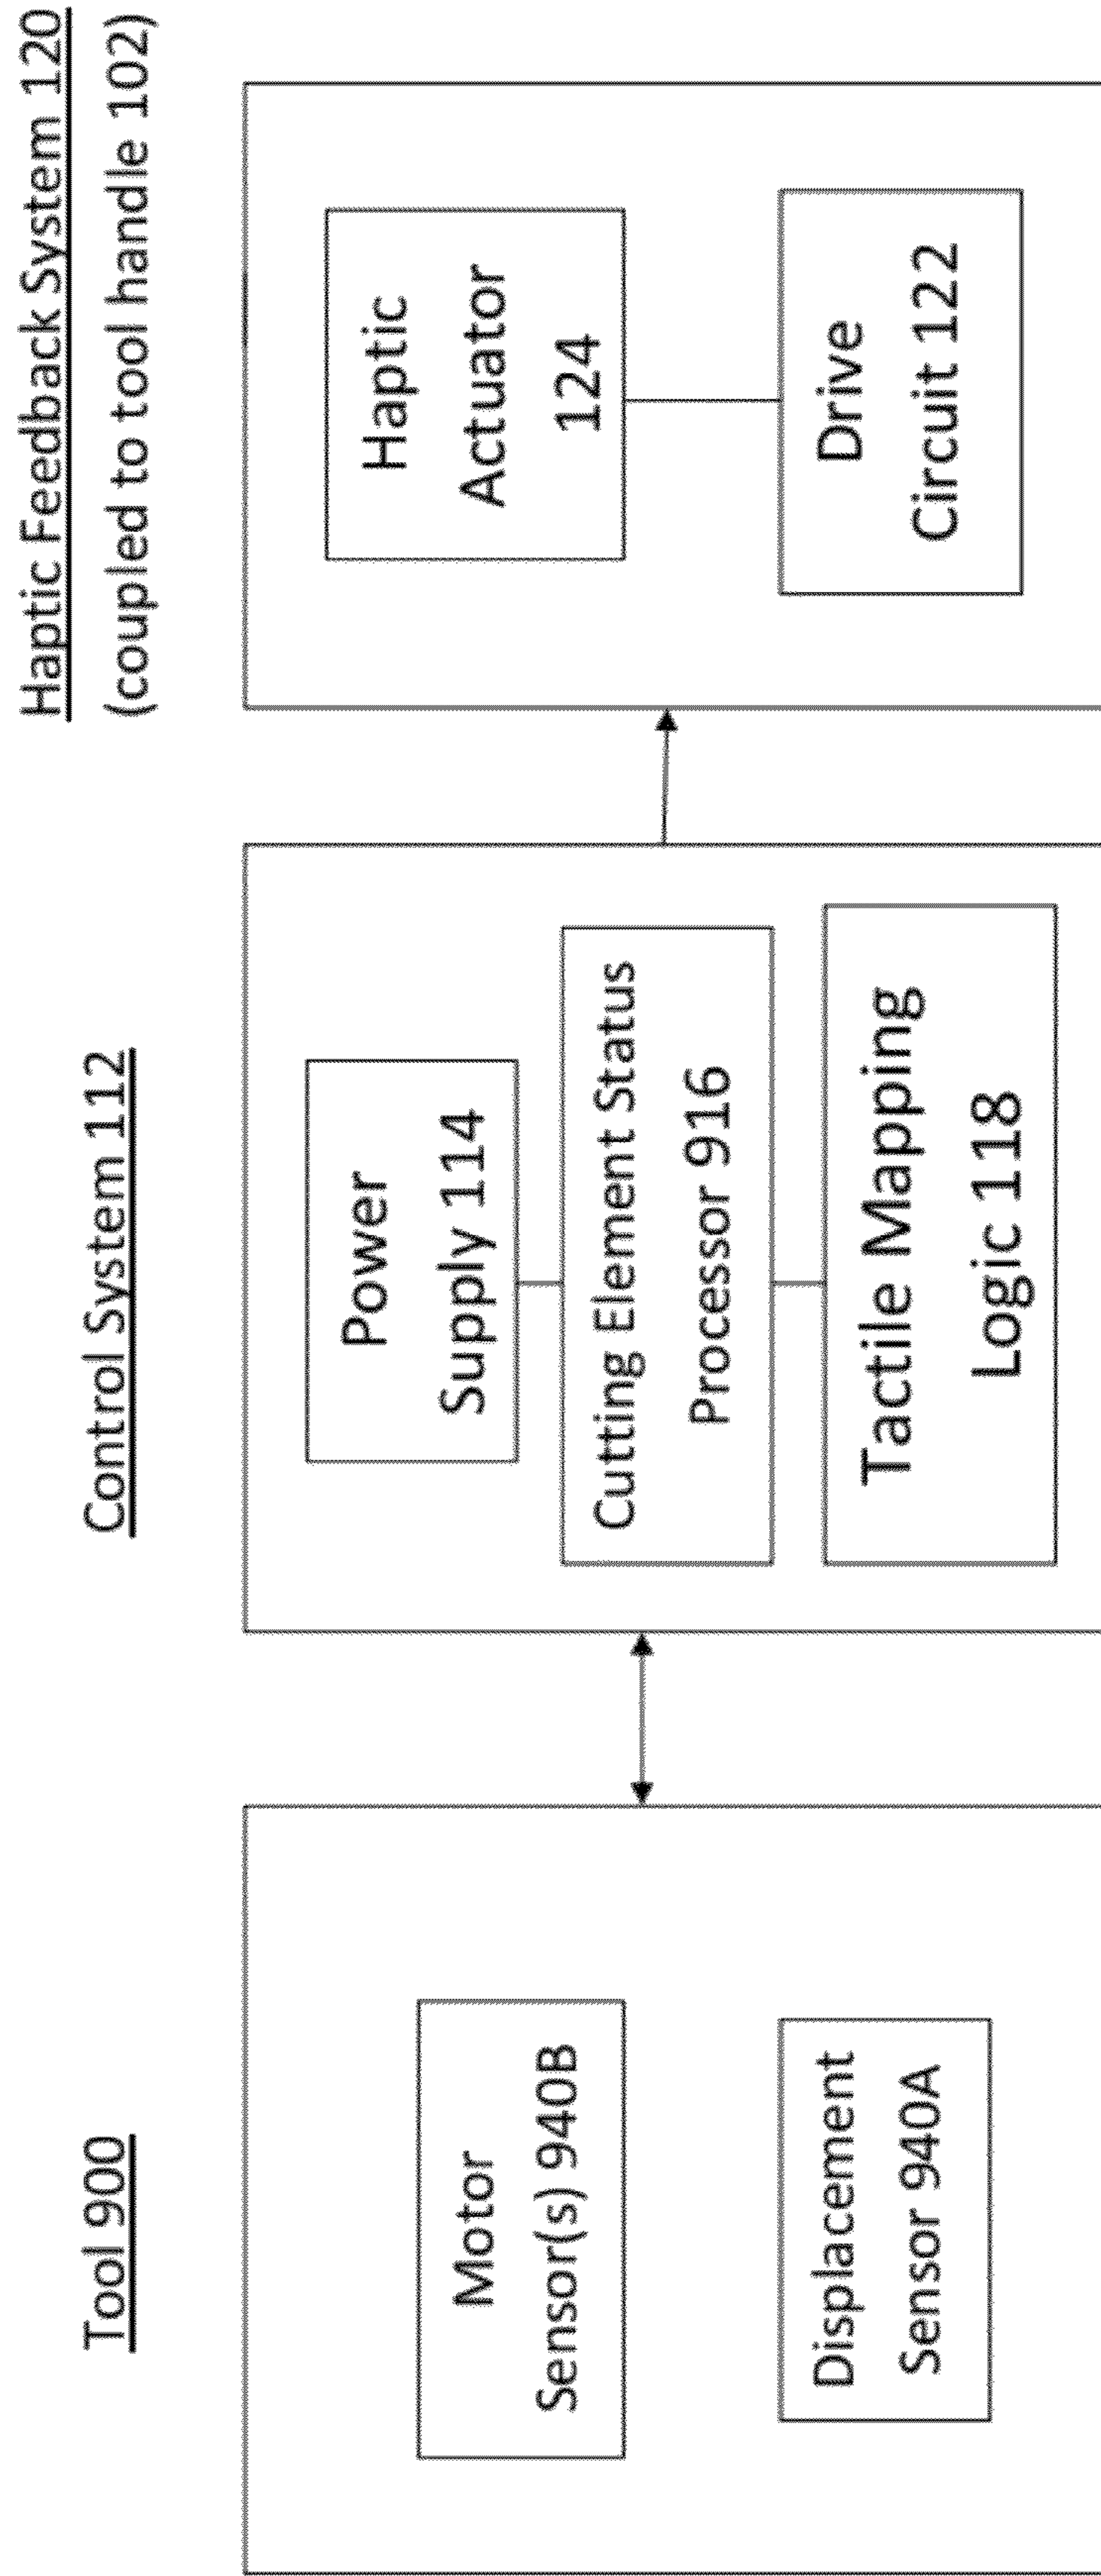 Tool 900
Motor
Sensor(s) 940B
Displacement
Sensor 940A
Control System 112
Power
Supply 114
Cutting Element Status
Processor 916
Tactile Mapping
Logic 118
Haptic Feedback System 120
(coupled to tool handle 102)
Haptic
Actuator
124
Drive
Circuit 122